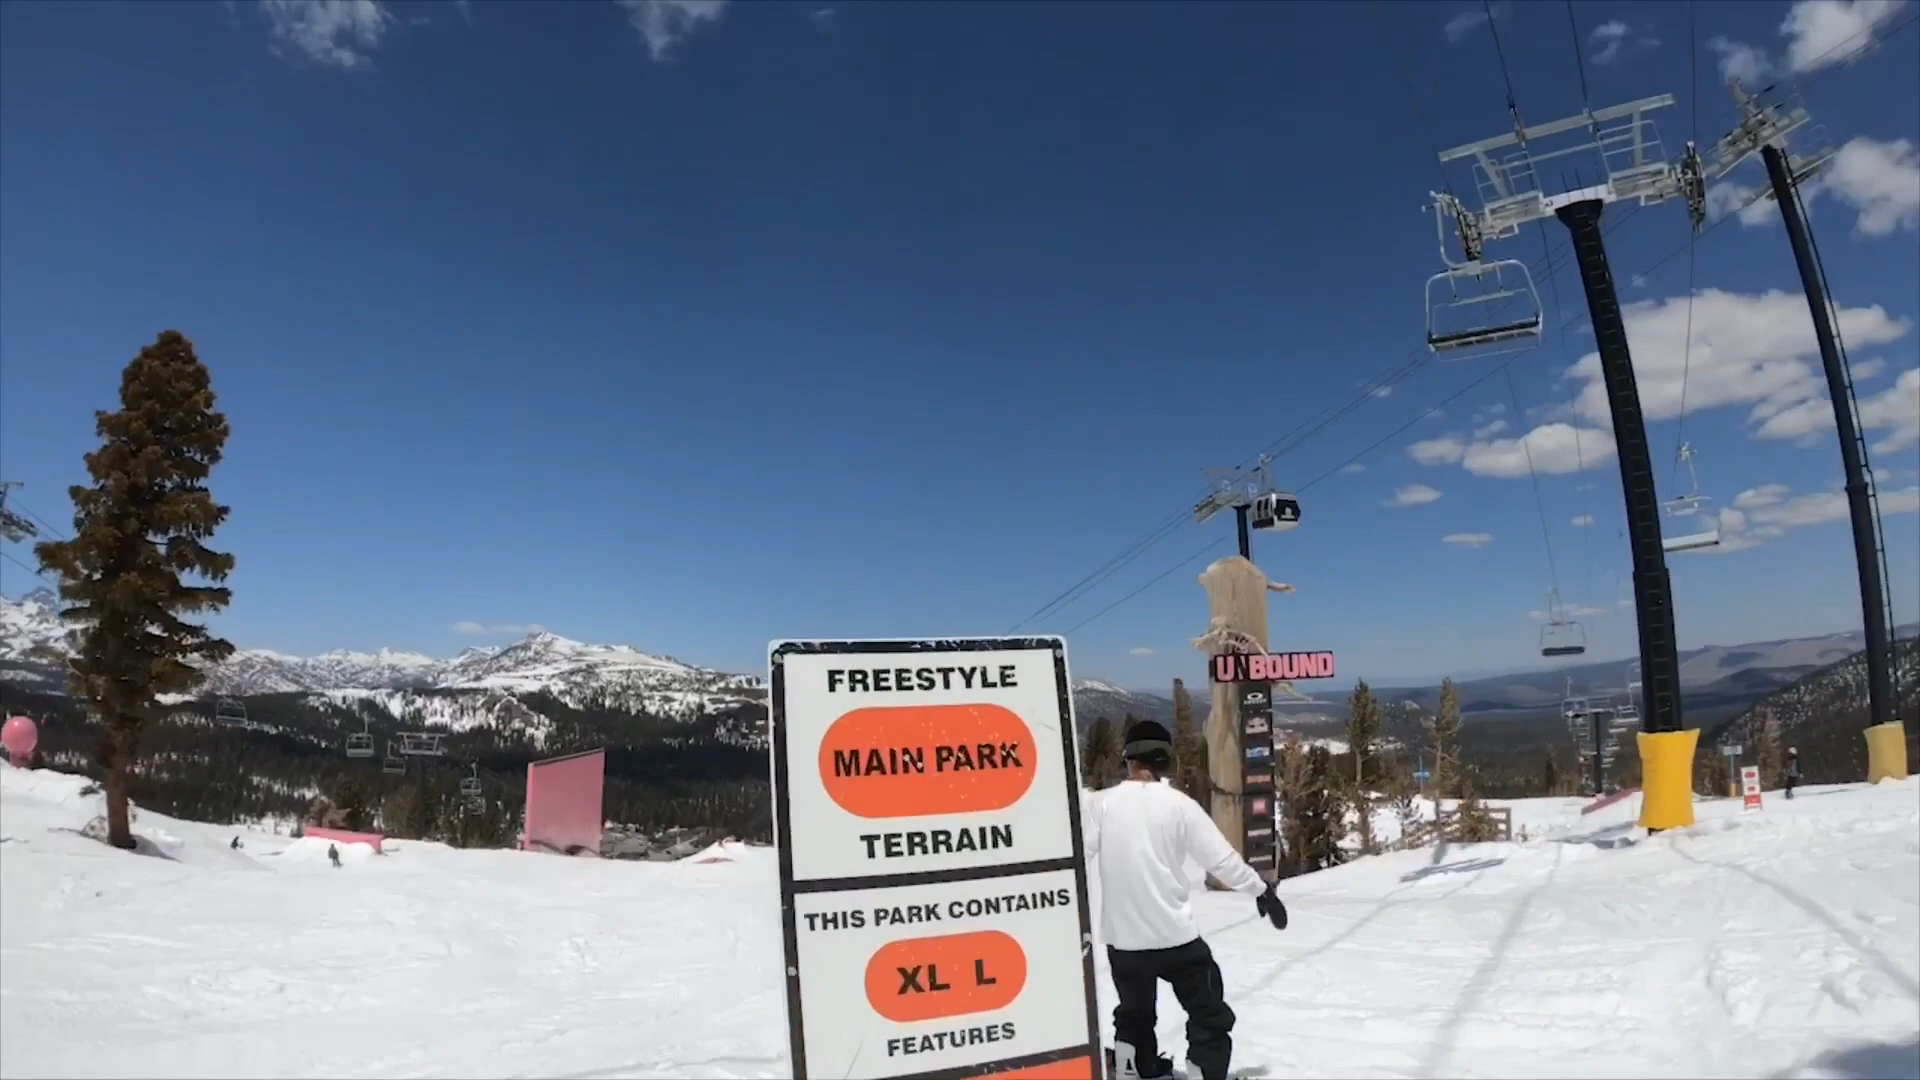 FREESTYLE
MAIN PARK
TERRAIN
THIS PARK CONTAINS
XL L
FEATURES
UNBOUND